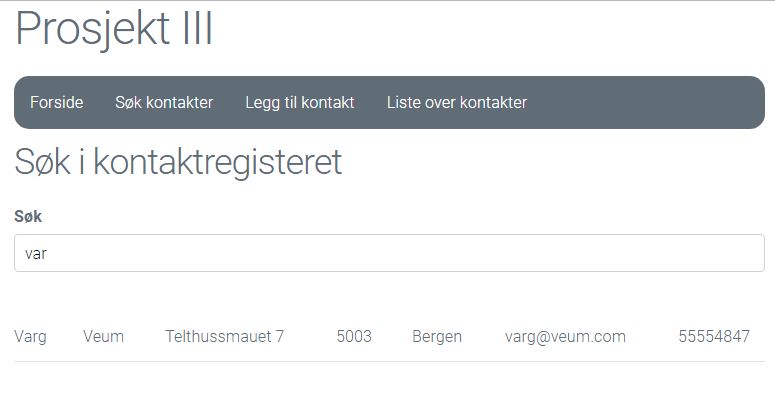 Prosjekt III
Forside Søk kontakter Legg til kontakt Liste over kontakter
Søk i kontaktregisteret
Søk
var
Varg Veum Telthussmauet 7 5003 Bergen varg@veum.com 55554847